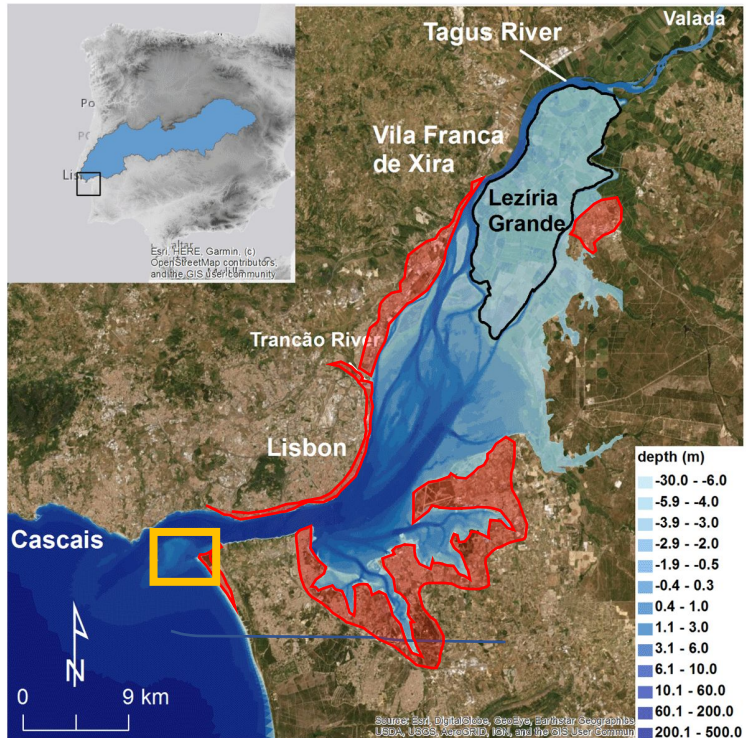 Valada
Tagus River
Vila Franca
de Xira
Lezíria
Grande
Po
Esri, HERE, Garmin, (c)
OpenStreetMap contributors,
and the GIS user community
Trancão River
Lisbon
Cascais
N
0 9 km
depth (m)
-30.0 - -6.0
-5.9 - -4.0
-3.9 - -3.0
-2.9 - -2.0
-1.9 - -0.5
-0.4 - 0.3
0.4 - 1.0
1.1 - 3.0
3.1 - 6.0
6.1 - 10.0
10.1 - 60.0
60.1 - 200.0
200.1 - 500.0
Source: Esri, DigitalGlobe, GeoEye, Earthstar Geographics
USDA, USGS, AeroGRID, IGN, and the GIS User Commun